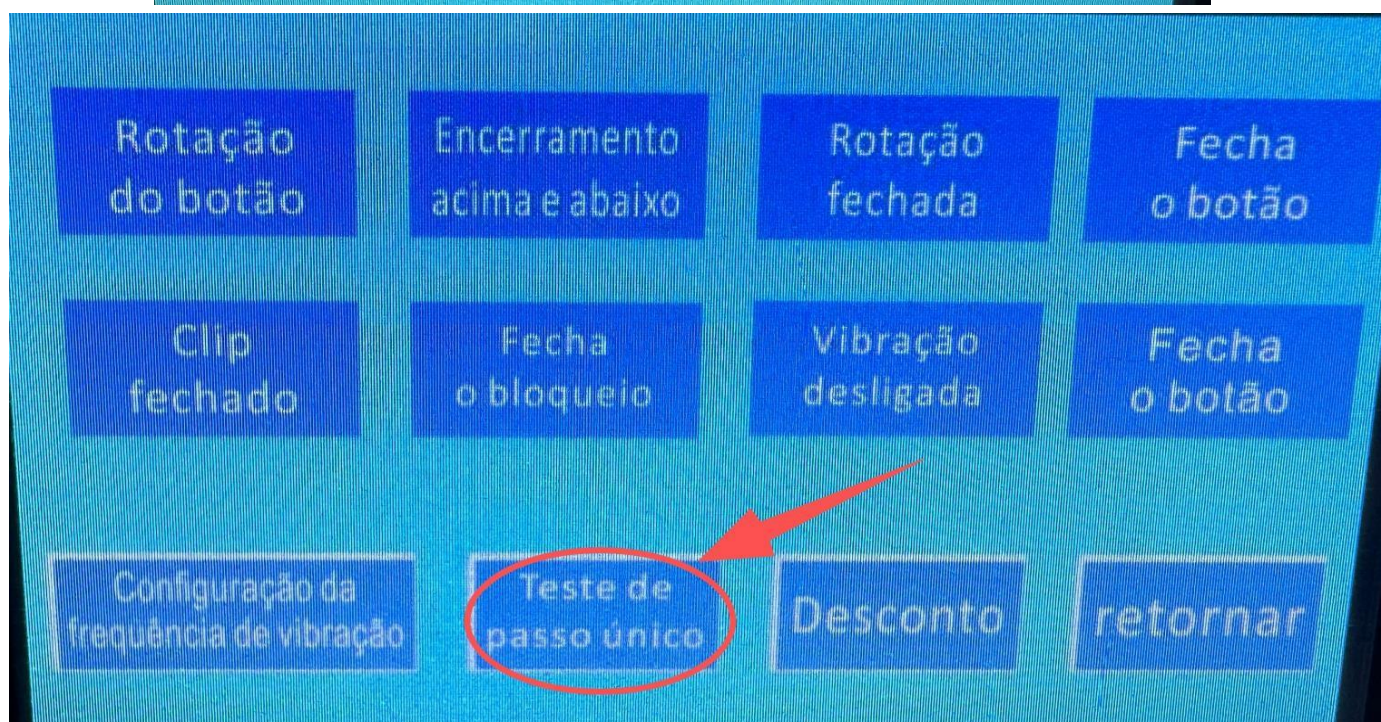 Rotação
do botão
Encerramento
acima e abaixo
Rotação
fechada
Fecha
o botão
Clip
fechado
Fecha
o bloqueio
Vibração
desligada
Fecha
o botão
Configuração da
frequência de vibração
Teste de
passo único
Desconto
retornar